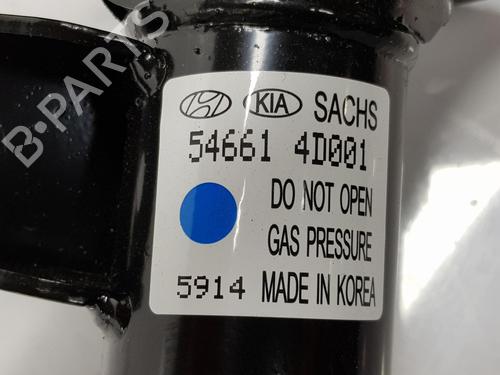 B-PARTS
KIA SACHS
54661 4D001
DO NOT OPEN
GAS PRESSURE
5914 MADE IN KOREA